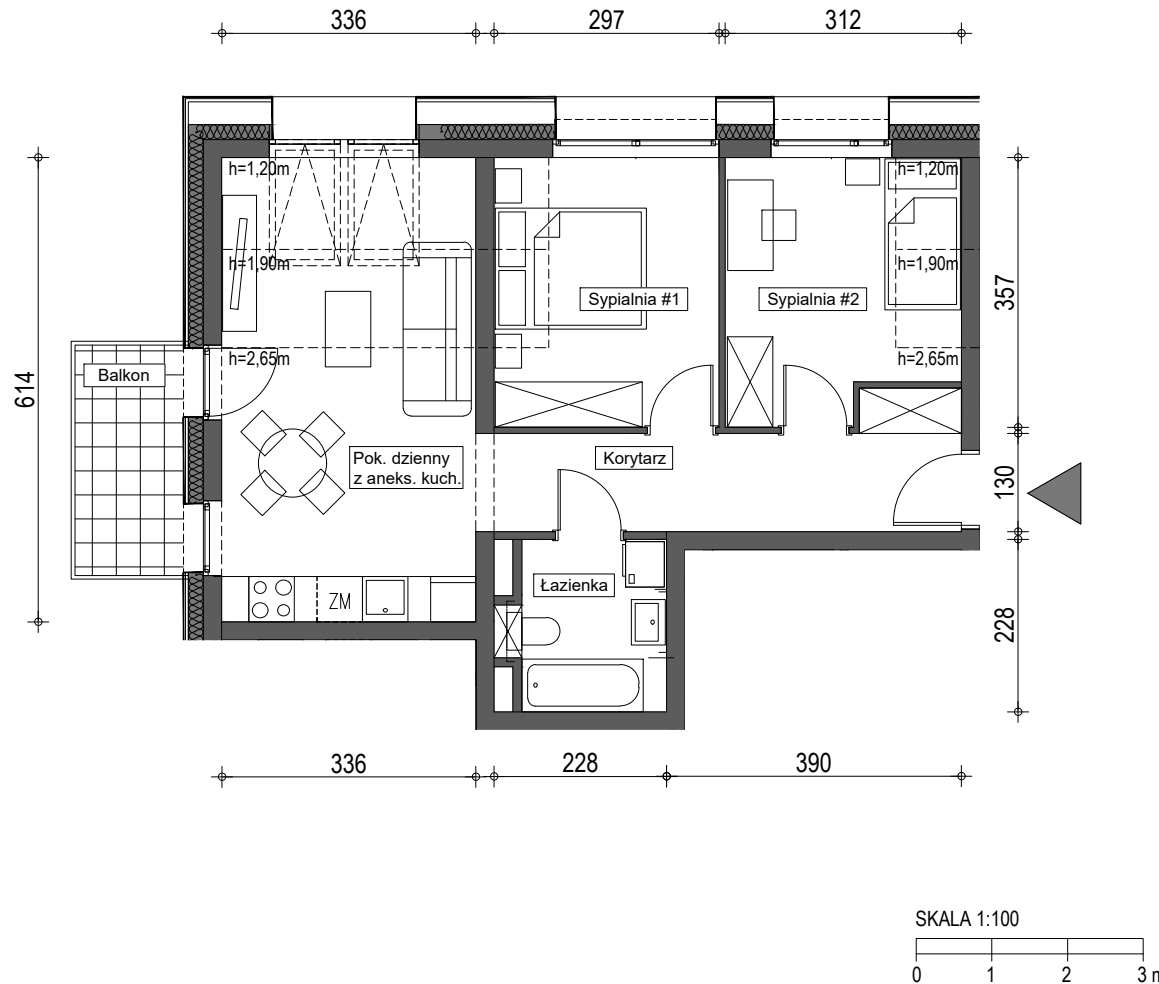 336
297
312
h=1,20m
h=1,20m
h=1,90m
h=1,90m
Sypialnia #1
Sypialnia #2
357
h=2,65m
h=2,65m
Balkon
614
Pok. dzienny
z aneks. kuch.
Korytarz
130
Łazienka
ZM
228
336
228
390
SKALA 1:100
0
1
2
3